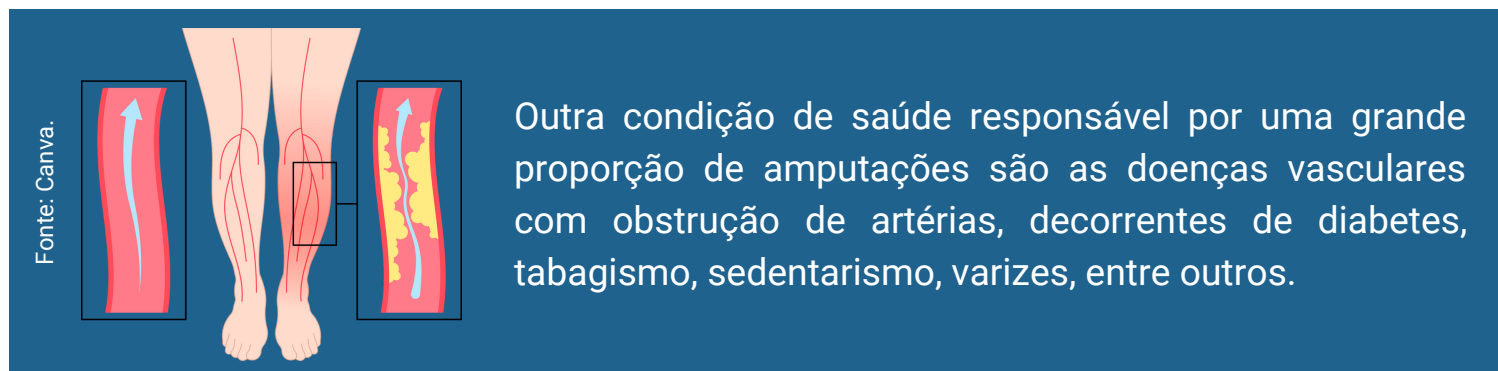 Fonte: Canva.
Outra condição de saúde responsável por uma grande
proporção de amputações são as doenças vasculares
com obstrução de artérias, decorrentes de diabetes,
tabagismo, sedentarismo, varizes, entre outros.